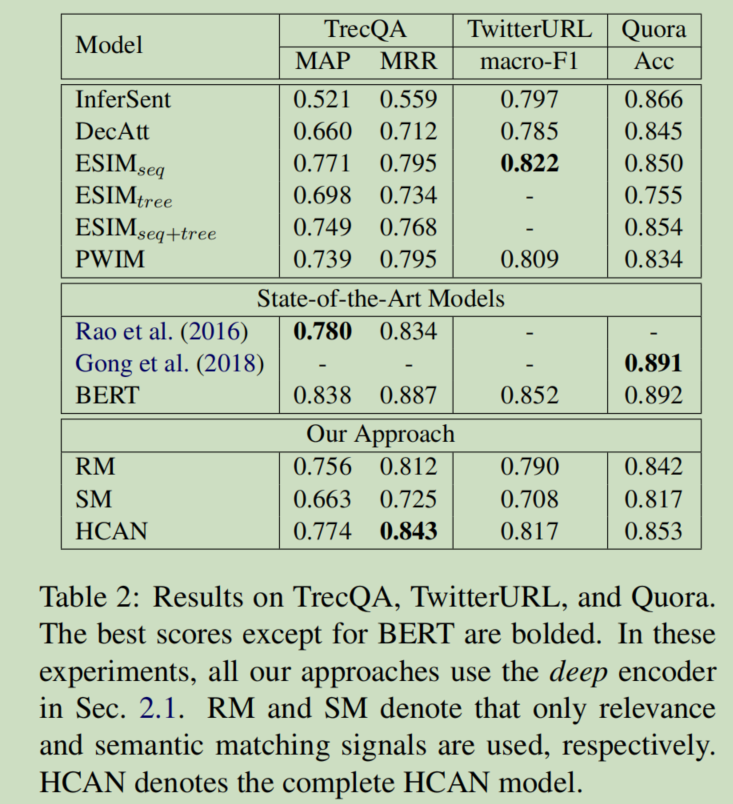 Model TrecQA TwitterURL Quora
MAP MRR macro-F1 Acc
InferSent 0.521 0.559 0.797 0.866
DecAtt 0.660 0.712 0.785 0.845
ESIMseq 0.771 0.795 0.822 0.850
ESIMtree 0.698 0.734 - 0.755
ESIMseq+tree 0.749 0.768 - 0.854
PWIM 0.739 0.795 0.809 0.834
State-of-the-Art Models
Rao et al. (2016) 0.780 0.834 - -
Gong et al. (2018) - - - 0.891
BERT 0.838 0.887 0.852 0.892
Our Approach
RM 0.756 0.812 0.790 0.842
SM 0.663 0.725 0.708 0.817
HCAN 0.774 0.843 0.817 0.853
Table 2: Results on TrecQA, TwitterURL, and Quora.
The best scores except for BERT are bolded. In these
experiments, all our approaches use the deep encoder
in Sec. 2.1. RM and SM denote that only relevance
and semantic matching signals are used, respectively.
HCAN denotes the complete HCAN model.